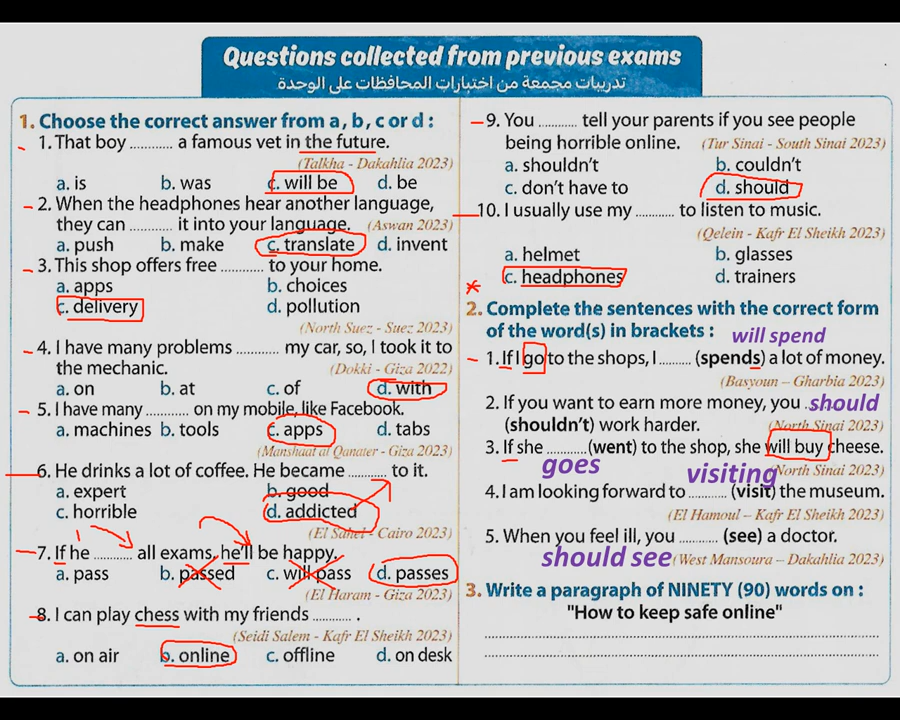 Questions collected from previous exams
تدريبات مجمعة من اختبارات المحافظات على الوحدة
1. Choose the correct answer from a, b, c or d :
1. That boy .......... a famous vet in the future.
(Talkha - Dakahlia 2023)
a. is b. was c. will be d. be
2. When the headphones hear another language,
they can .......... it into your language. (Aswan 2023)
a. push b. make c. translate d. invent
3. This shop offers free .......... to your home.
a. apps b. choices
c. delivery d. pollution
(North Suez - Suez 2023)
4. I have many problems .......... my car, so, I took it to
the mechanic. (Dokki - Giza 2022)
a. on b. at c. of d. with
5. I have many .......... on my mobile, like Facebook.
a. machines b. tools c. apps d. tabs
(Manshaat al Qanater - Giza 2023)
6. He drinks a lot of coffee. He became .......... to it.
a. expert b. good
c. horrible d. addicted
(El Sahel - Cairo 2023)
7. If he .......... all exams, he'll be happy.
a. pass b. passed c. will pass d. passes
(El Haram - Giza 2023)
8. I can play chess with my friends .......... .
(Seidi Salem - Kafr El Sheikh 2023)
a. on air b. online c. offline d. on desk
9. You .......... tell your parents if you see people
being horrible online. (Tur Sinai - South Sinai 2023)
a. shouldn't b. couldn't
c. don't have to d. should
10. I usually use my .......... to listen to music.
(Qelein - Kafr El Sheikh 2023)
a. helmet b. glasses
c. headphones d. trainers
2. Complete the sentences with the correct form
of the word(s) in brackets :
will spend
1. If I go to the shops, I ........ (spends) a lot of money.
(Basyoun – Gharbia 2023)
2. If you want to earn more money, you . should
(shouldn't) work harder. (North Sinai 2023)
3. If she .......... (went) to the shop, she will buy cheese.
goes visiting (North Sinai 2023)
4. I am looking forward to .......... (visit) the museum.
(El Hamoul – Kafr El Sheikh 2023)
5. When you feel ill, you .......... (see) a doctor.
should see (West Mansoura – Dakahlia 2023)
3. Write a paragraph of NINETY (90) words on :
"How to keep safe online"